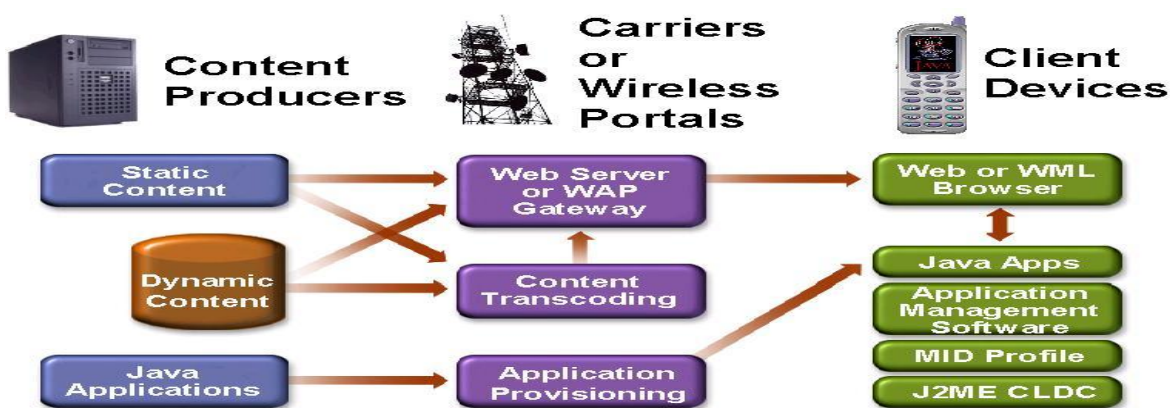 Content
Producers
Carriers
or
Wireless
Portals
Client
Devices
Static
Content
Dynamic
Content
Java
Applications
Web Server
or WAP
Gateway
Content
Transcoding
Application
Provisioning
Web or WML
Browser
Java Apps
Application
Management
Software
MID Profile
J2ME CLDC
JAVA